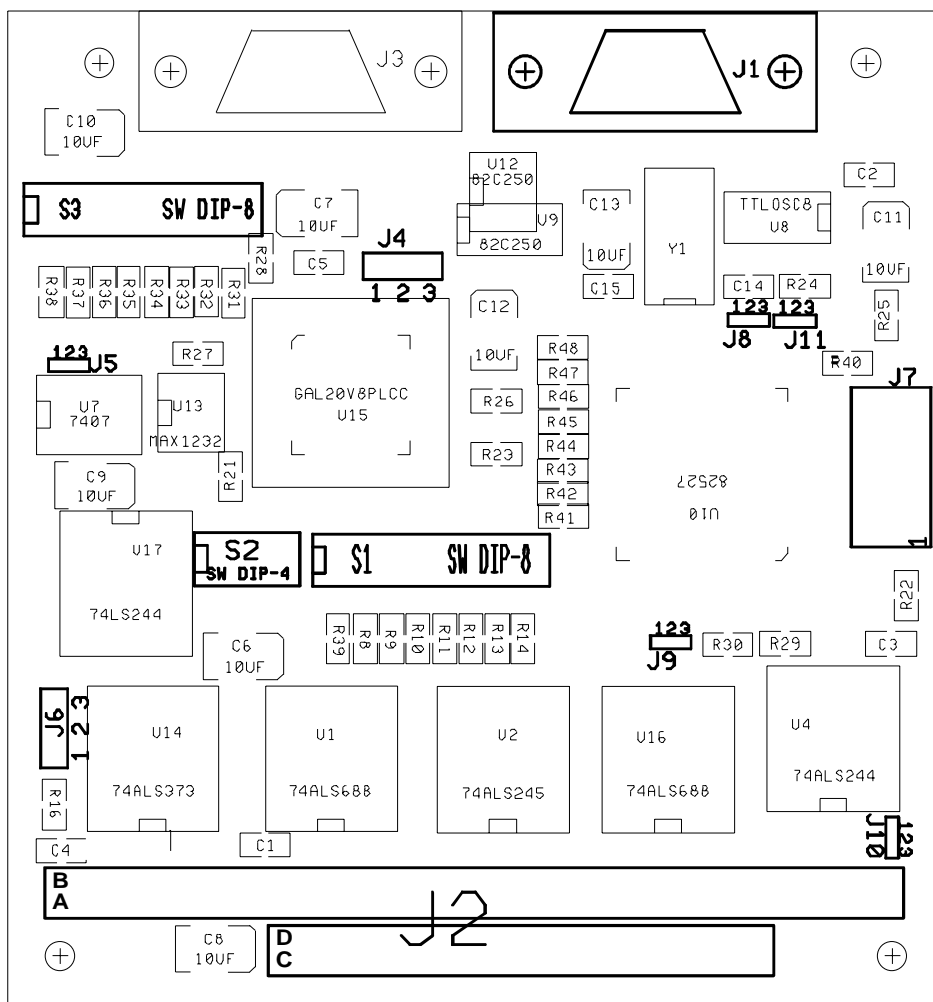 J3
J1
C10
10UF
S3 SW DIP-8
C7
10UF
R28
C5
J4
1 2 3
U12
82C250
U9
82C250
C13
10UF
C15
Y1
TTLOSC8
U8
C2
C11
10UF
C14
R24
R25
123
J8
123
J11
R40
J7
1
R38
R37
R36
R35
R34
R33
R32
R31
123
J5
R27
U7
7407
U13
MAX1232
R21
GAL20V8PLCC
U15
C12
10UF
R26
R23
R48
R47
R46
R45
R44
R43
R42
R41
82527
U10
C9
10UF
U17
74LS244
S2
SW DIP-4
S1 SW DIP-8
R22
C6
10UF
R39
R8
R9
R10
R11
R12
R13
R14
123
J9
R30
R29
C3
J6
1 2 3
U14
74ALS373
U1
74ALS688
U2
74ALS245
U16
74ALS688
U4
74ALS244
R16
C4
C1
J10
123
B
A
J2
C8
10UF
D
C